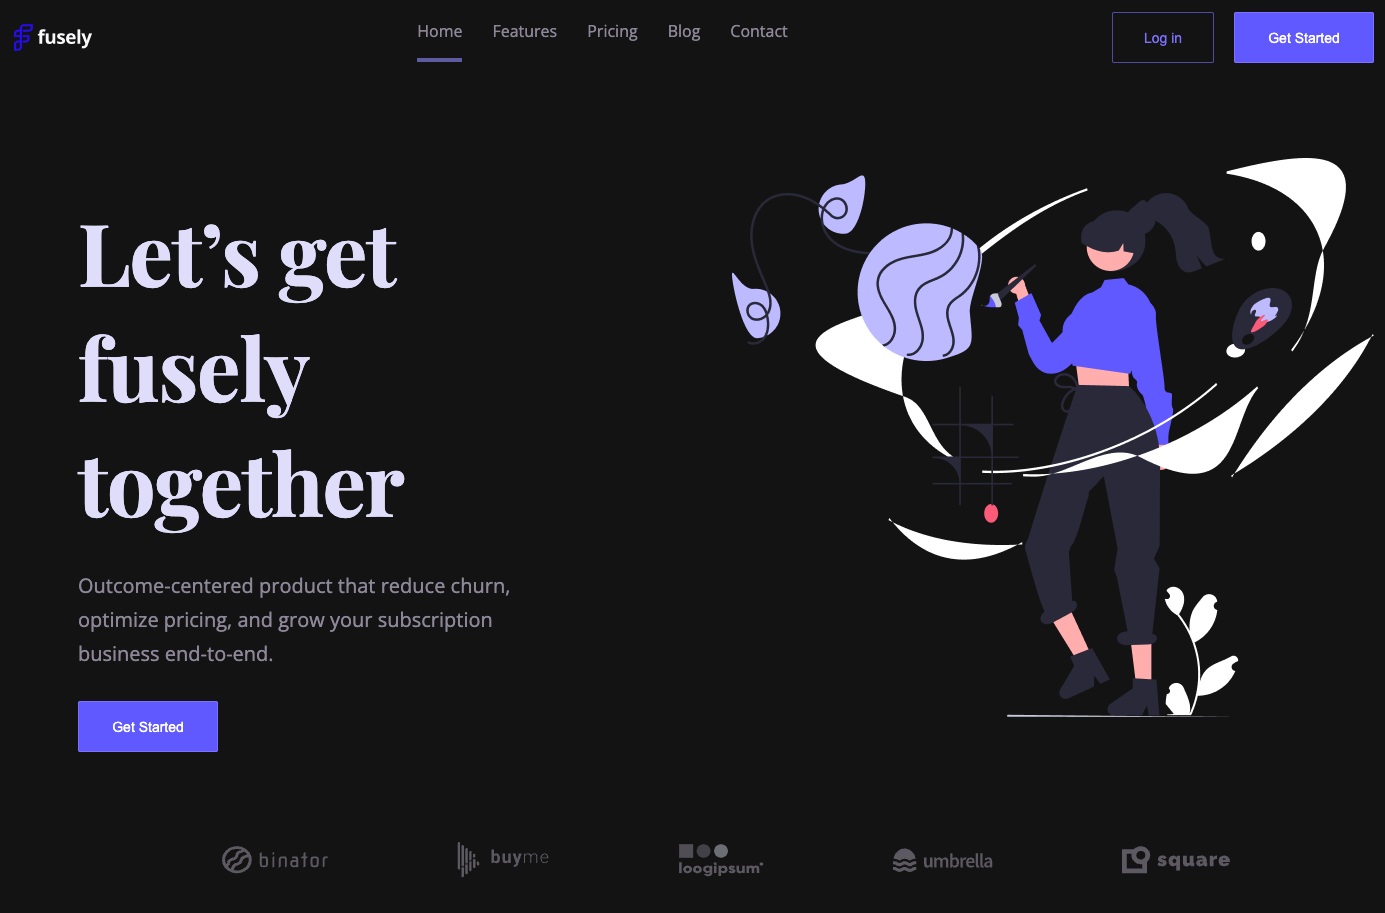 fusely
Home Features Pricing Blog Contact
Log in
Get Started
Let’s get
fusely
together
Outcome-centered product that reduce churn,
optimize pricing, and grow your subscription
business end-to-end.
Get Started
binator
buyme
loogipsum
umbrella
square